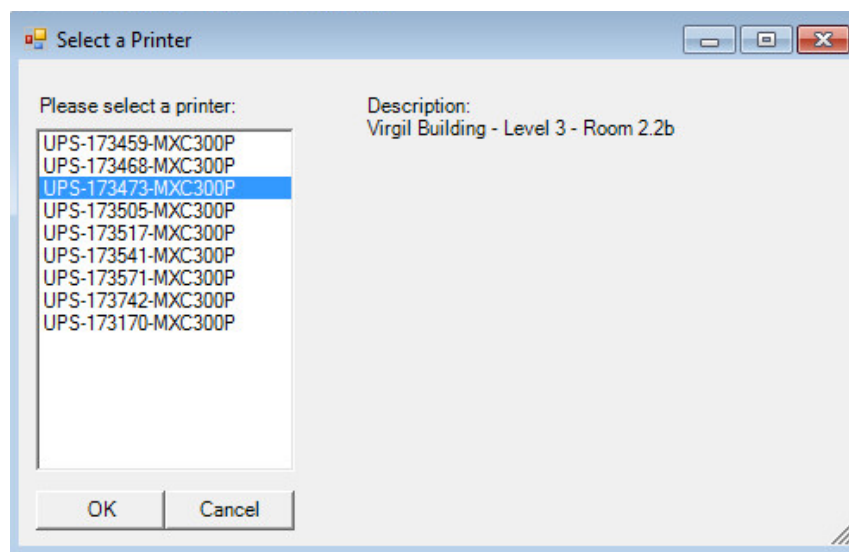 Select a Printer
Please select a printer:
UPS-173459-MXC300P
UPS-173468-MXC300P
UPS-173473-MXC300P
UPS-173505-MXC300P
UPS-173517-MXC300P
UPS-173541-MXC300P
UPS-173571-MXC300P
UPS-173742-MXC300P
UPS-173170-MXC300P
OK Cancel
Description:
Virgil Building - Level 3 - Room 2.2b